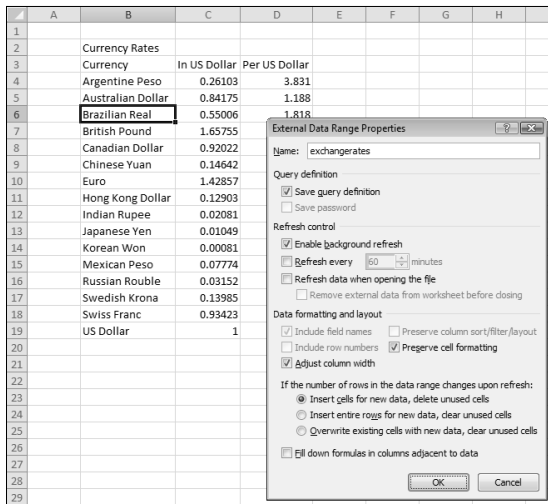 A B C D E F G H
1
2 Currency Rates
3 Currency In US Dollar Per US Dollar
4 Argentine Peso 0.26103 3.831
5 Australian Dollar 0.84175 1.188
6 Brazilian Real 0.55006 1.818
7 British Pound 1.65755
8 Canadian Dollar 0.92022
9 Chinese Yuan 0.14642
10 Euro 1.42857
11 Hong Kong Dollar 0.12903
12 Indian Rupee 0.02081
13 Japanese Yen 0.01049
14 Korean Won 0.00081
15 Mexican Peso 0.07774
16 Russian Rouble 0.03152
17 Swedish Krona 0.13985
18 Swiss Franc 0.93423
19 US Dollar 1
20
21
22
23
24
25
26
27
28
29
External Data Range Properties
Name: exchangerates
Query definition
Save query definition
Save password
Refresh control
Enable background refresh
Refresh every 60 minutes
Refresh data when opening the file
Remove external data from worksheet before closing
Data formatting and layout
Include field names Preserve column sort/filter/layout
Include row numbers Preserve cell formatting
Adjust column width
If the number of rows in the data range changes upon refresh:
Insert cells for new data, delete unused cells
Insert entire rows for new data, clear unused cells
Overwrite existing cells with new data, clear unused cells
Fill down formulas in columns adjacent to data
OK Cancel